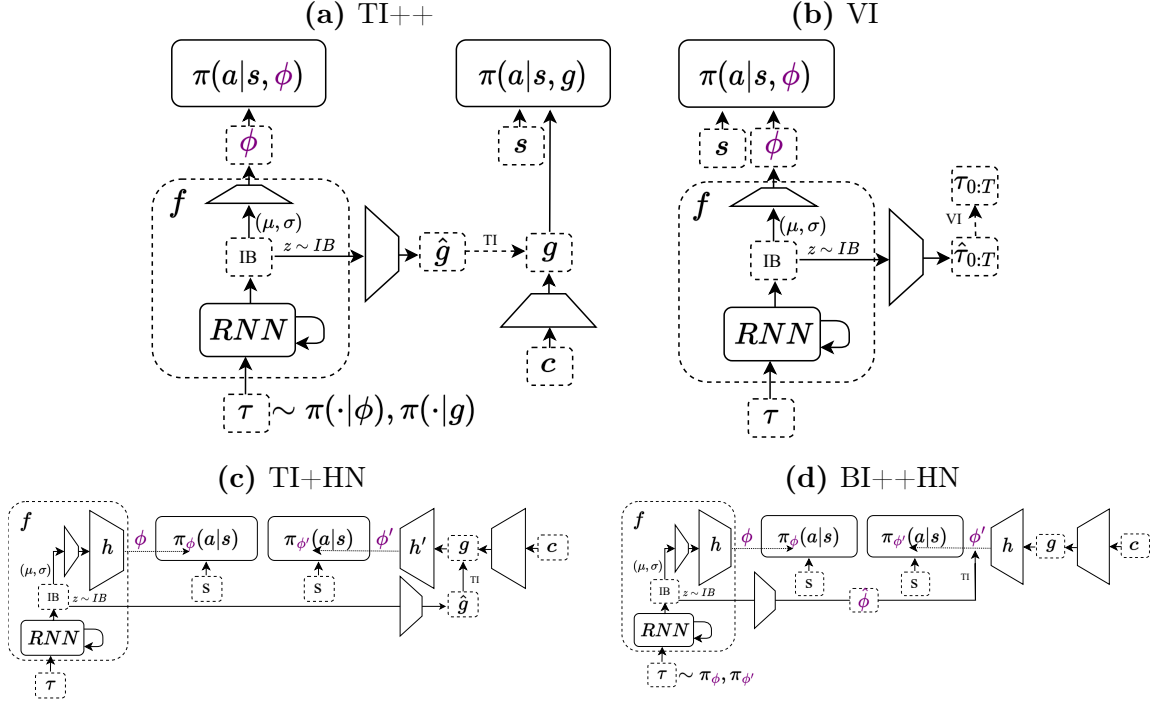 (a) TI++
π(a|s, ϕ)
π(a|s, g)
ϕ
s
f
(μ, σ)
IB
z ∼ IB
ĝ
TI
g
RNN
c
τ
∼ π(·|ϕ), π(·|g)
(b) VI
π(a|s, ϕ)
s
ϕ
f
(μ, σ)
IB
z ∼ IB
τ0:T
VI
τ̂0:T
RNN
τ
(c) TI+HN
f
h
ϕ
πϕ(a|s)
πϕ′(a|s)
ϕ′
h′
g
c
(μ, σ)
s
s
TI
IB
z ∼ IB
ĝ
RNN
τ
(d) BI++HN
f
h
ϕ
πϕ(a|s)
πϕ′(a|s)
ϕ′
h
g
c
(μ, σ)
s
s
TI
IB
z ∼ IB
ϕ̂
RNN
τ
∼ πϕ, πϕ′